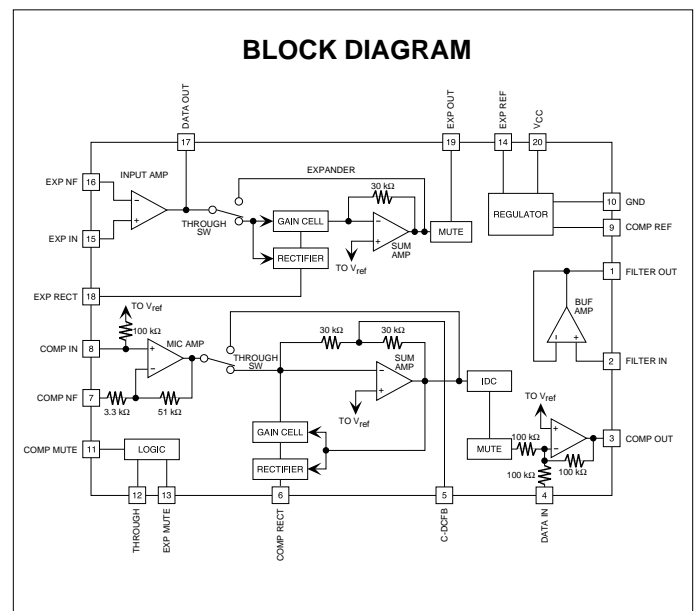 BLOCK DIAGRAM
DATA OUT
EXP OUT
EXP REF
VCC
17
19
14
20
INPUT AMP
EXPANDER
EXP NF
16
−
+
30 kΩ
10
GND
THROUGH
SW
GAIN CELL
−
+
MUTE
REGULATOR
9
COMP REF
EXP IN
15
RECTIFIER
SUM
AMP
TO Vref
1
FILTER OUT
EXP RECT
18
TO Vref
BUF
AMP
100 kΩ
MIC AMP
30 kΩ
30 kΩ
− +
COMP IN
8
+
−
THROUGH
SW
SUM
AMP
2
FILTER IN
−
+
IDC
COMP NF
7
3.3 kΩ
51 kΩ
TO Vref
TO Vref
GAIN CELL
+
−
3
COMP OUT
COMP MUTE
11
LOGIC
MUTE
100 kΩ
RECTIFIER
100 kΩ
100 kΩ
12
13
6
5
4
THROUGH
EXP MUTE
COMP RECT
C-DCFB
DATA IN